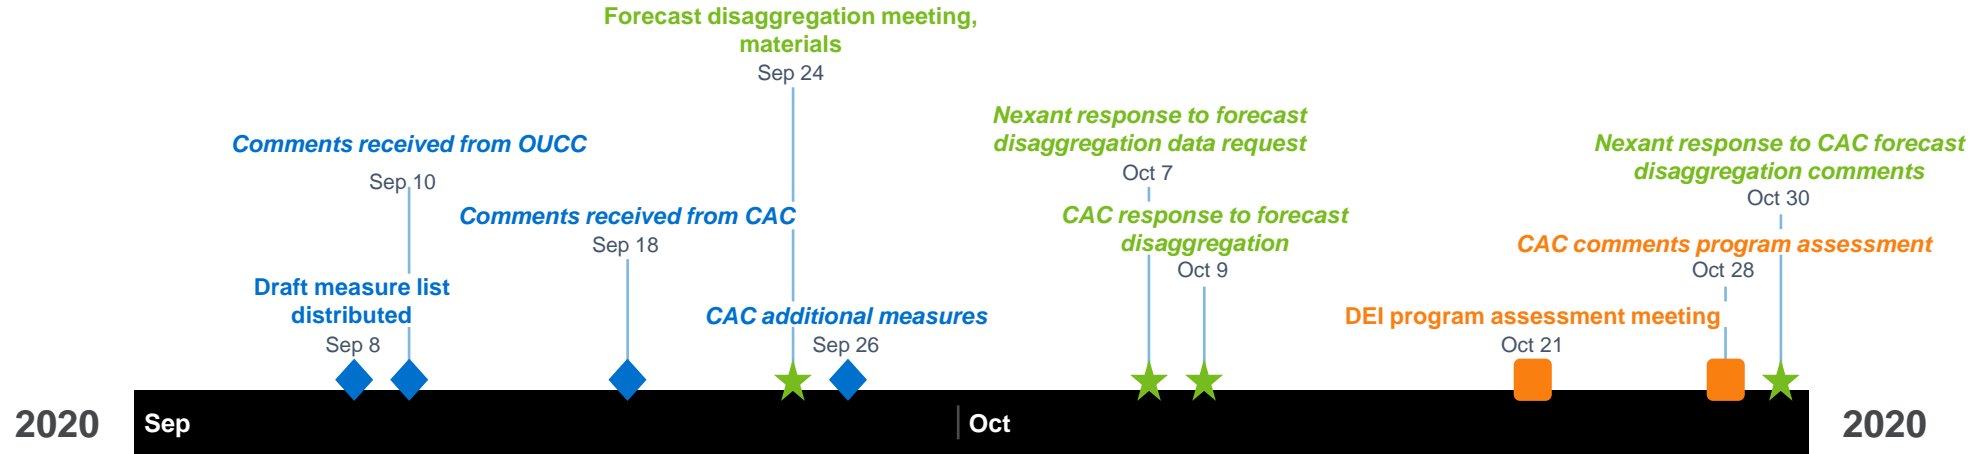 Forecast disaggregation meeting,
materials
Sep 24
Comments received from OUCC
Sep 10
Comments received from CAC
Sep 18
Draft measure list
distributed
Sep 8
CAC additional measures
Sep 26
Nexant response to forecast
disaggregation data request
Oct 7
CAC response to forecast
disaggregation
Oct 9
Nexant response to CAC forecast
disaggregation comments
Oct 30
CAC comments program assessment
Oct 28
DEI program assessment meeting
Oct 21
2020
Sep
Oct
2020